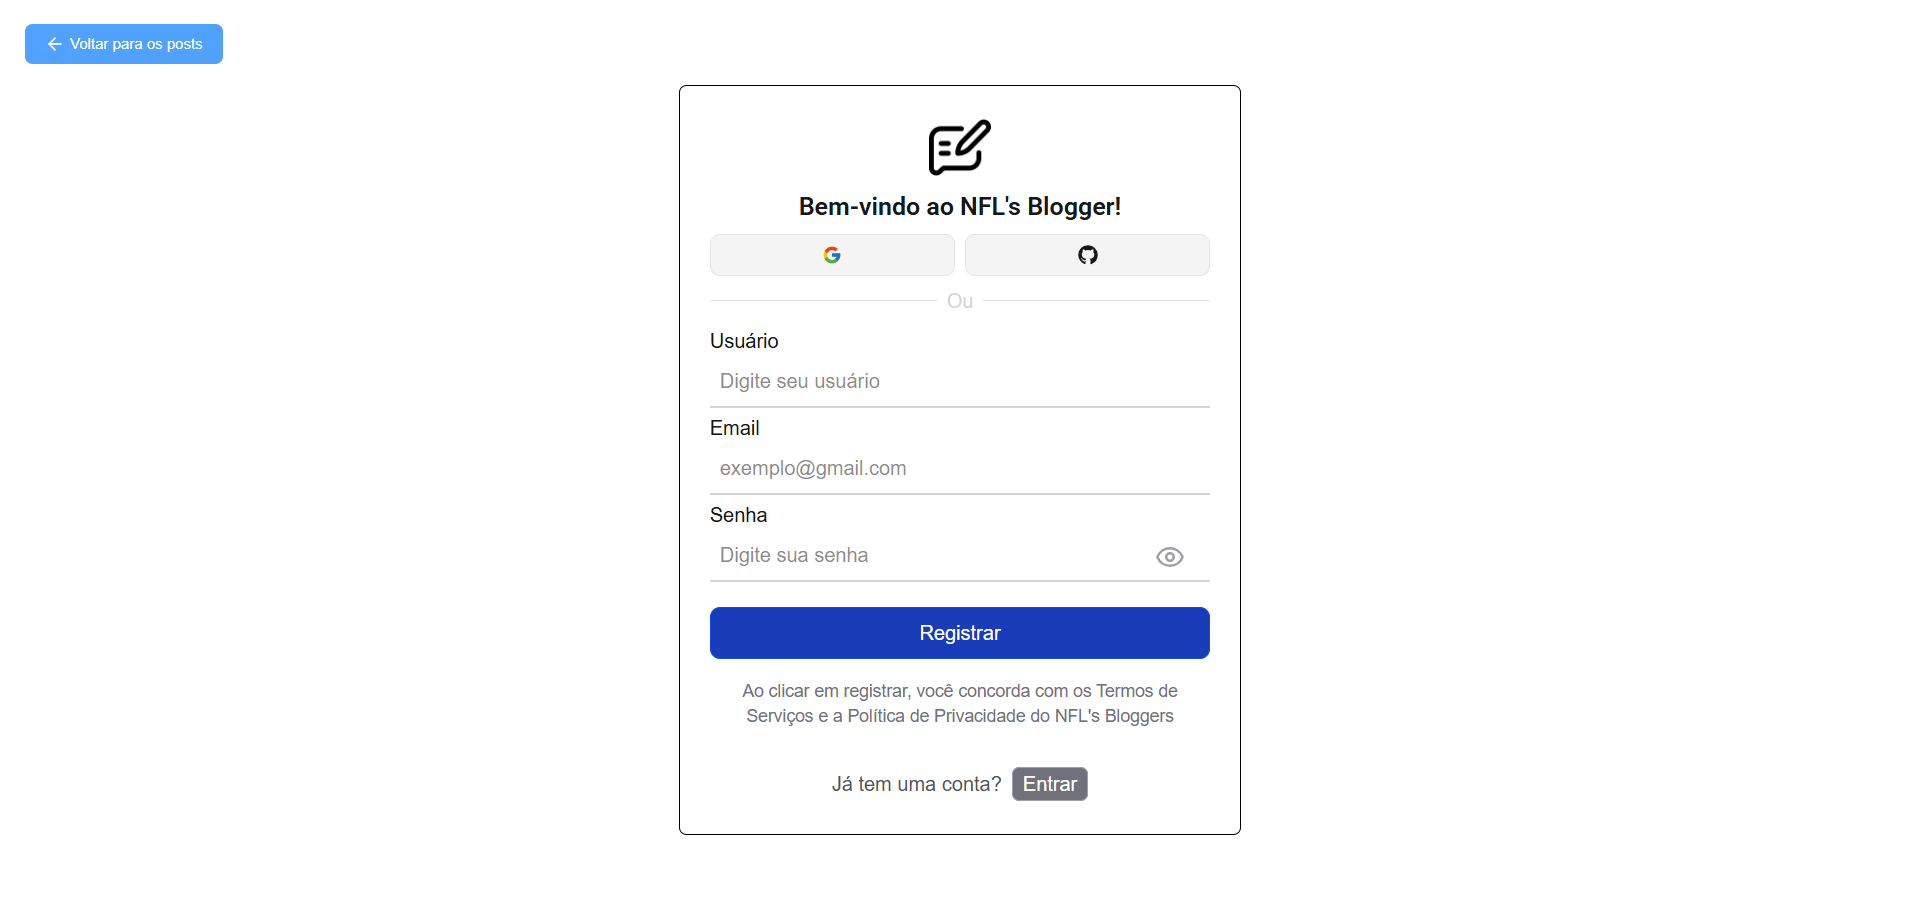 Voltar para os posts
Bem-vindo ao NFL's Blogger!
Ou
Usuário
Digite seu usuário
Email
exemplo@gmail.com
Senha
Digite sua senha
Registrar
Ao clicar em registrar, você concorda com os Termos de
Serviços e a Política de Privacidade do NFL's Bloggers
Já tem uma conta? Entrar